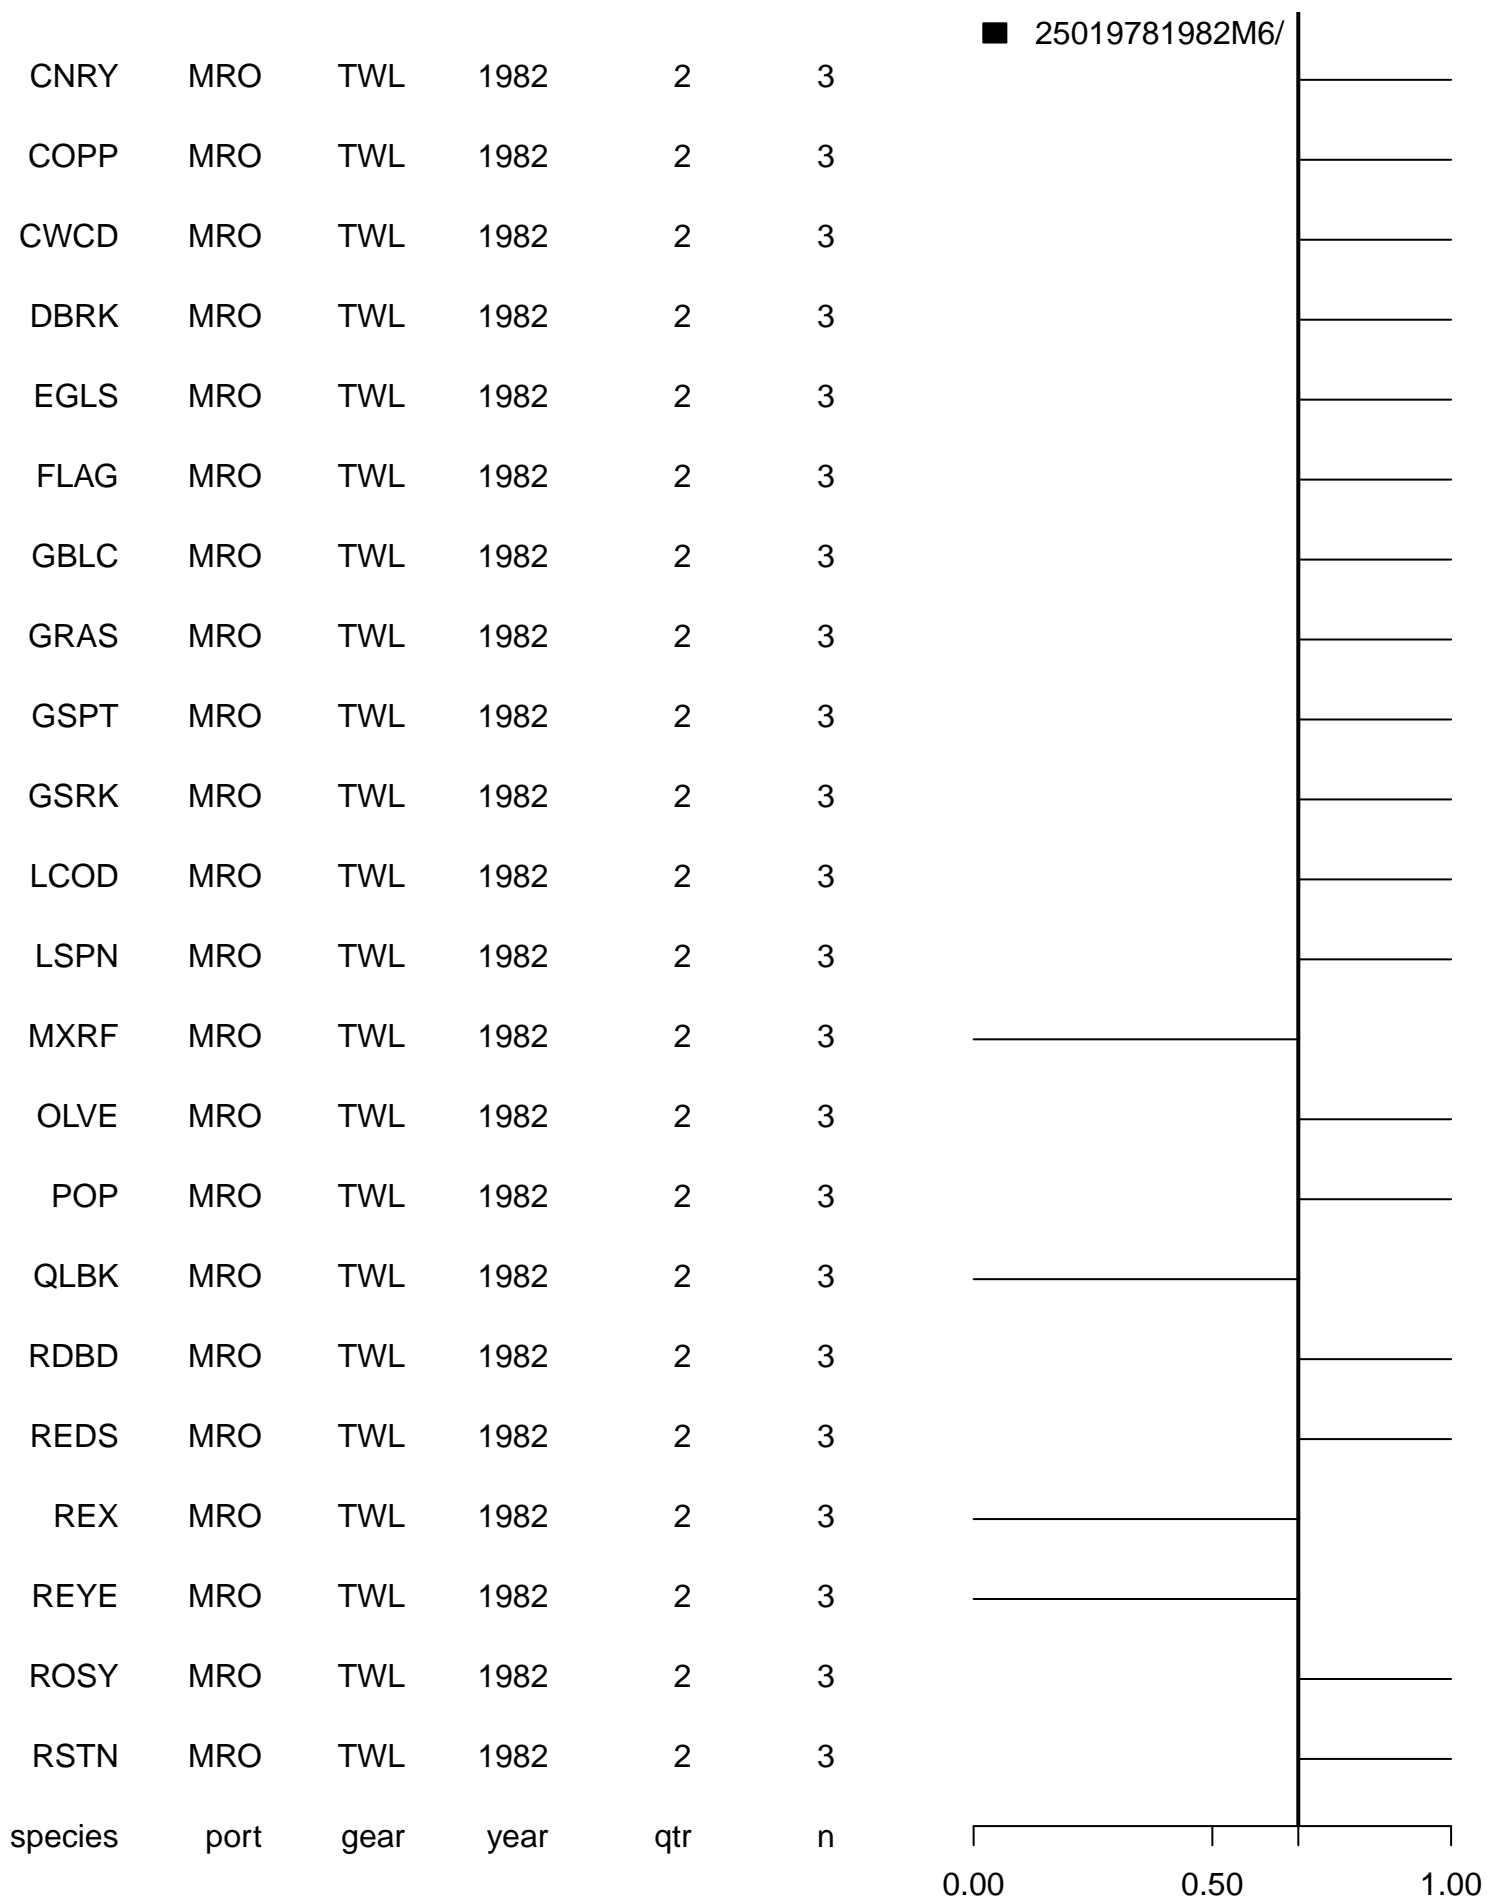 25019781982M6/
CNRY MRO TWL 1982 2 3
COPP MRO TWL 1982 2 3
CWCD MRO TWL 1982 2 3
DBRK MRO TWL 1982 2 3
EGLS MRO TWL 1982 2 3
FLAG MRO TWL 1982 2 3
GBLC MRO TWL 1982 2 3
GRAS MRO TWL 1982 2 3
GSPT MRO TWL 1982 2 3
GSRK MRO TWL 1982 2 3
LCOD MRO TWL 1982 2 3
LSPN MRO TWL 1982 2 3
MXRF MRO TWL 1982 2 3
OLVE MRO TWL 1982 2 3
POP MRO TWL 1982 2 3
QLBK MRO TWL 1982 2 3
RDBD MRO TWL 1982 2 3
REDS MRO TWL 1982 2 3
REX MRO TWL 1982 2 3
REYE MRO TWL 1982 2 3
ROSY MRO TWL 1982 2 3
RSTN MRO TWL 1982 2 3
species port gear year qtr n
0.00 0.50 1.00